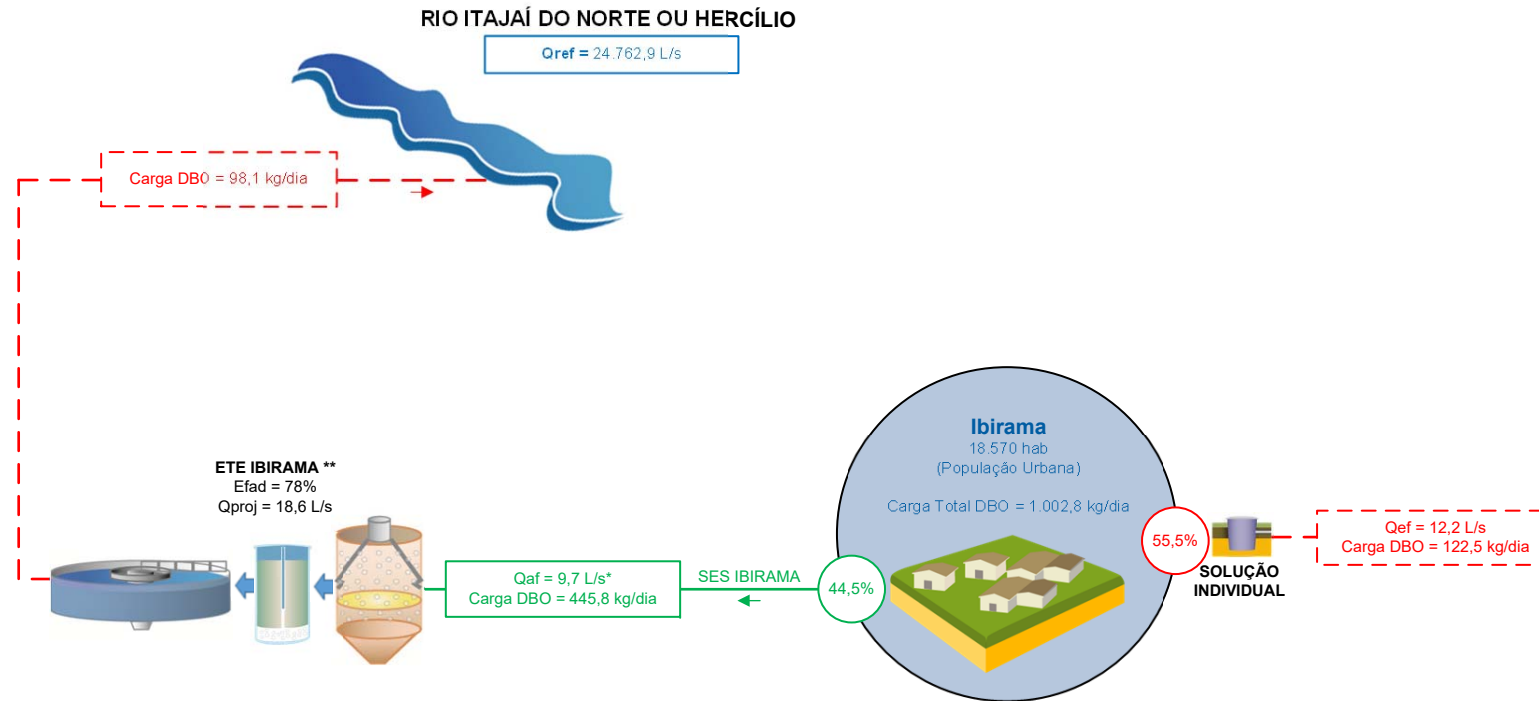 RIO ITAJAÍ DO NORTE OU HERCÍLIO
Qref = 24.762,9 L/s
Carga DBO = 98,1 kg/dia
ETE IBIRAMA **
Efad = 78%
Qproj = 18,6 L/s
Qaf = 9,7 L/s*
Carga DBO = 445,8 kg/dia
SES IBIRAMA
44,5%
Ibirama
18.570 hab
(População Urbana)
Carga Total DBO = 1.002,8 kg/dia
55,5%
SOLUÇÃO
INDIVIDUAL
Qef = 12,2 L/s
Carga DBO = 122,5 kg/dia